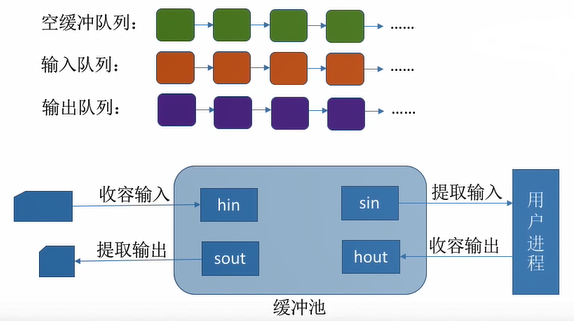 空缓冲队列： ......
输入队列： ......
输出队列： ......
收容输入 hin sin 提取输入
提取输出 sout hout 收容输出
用户进程
缓冲池